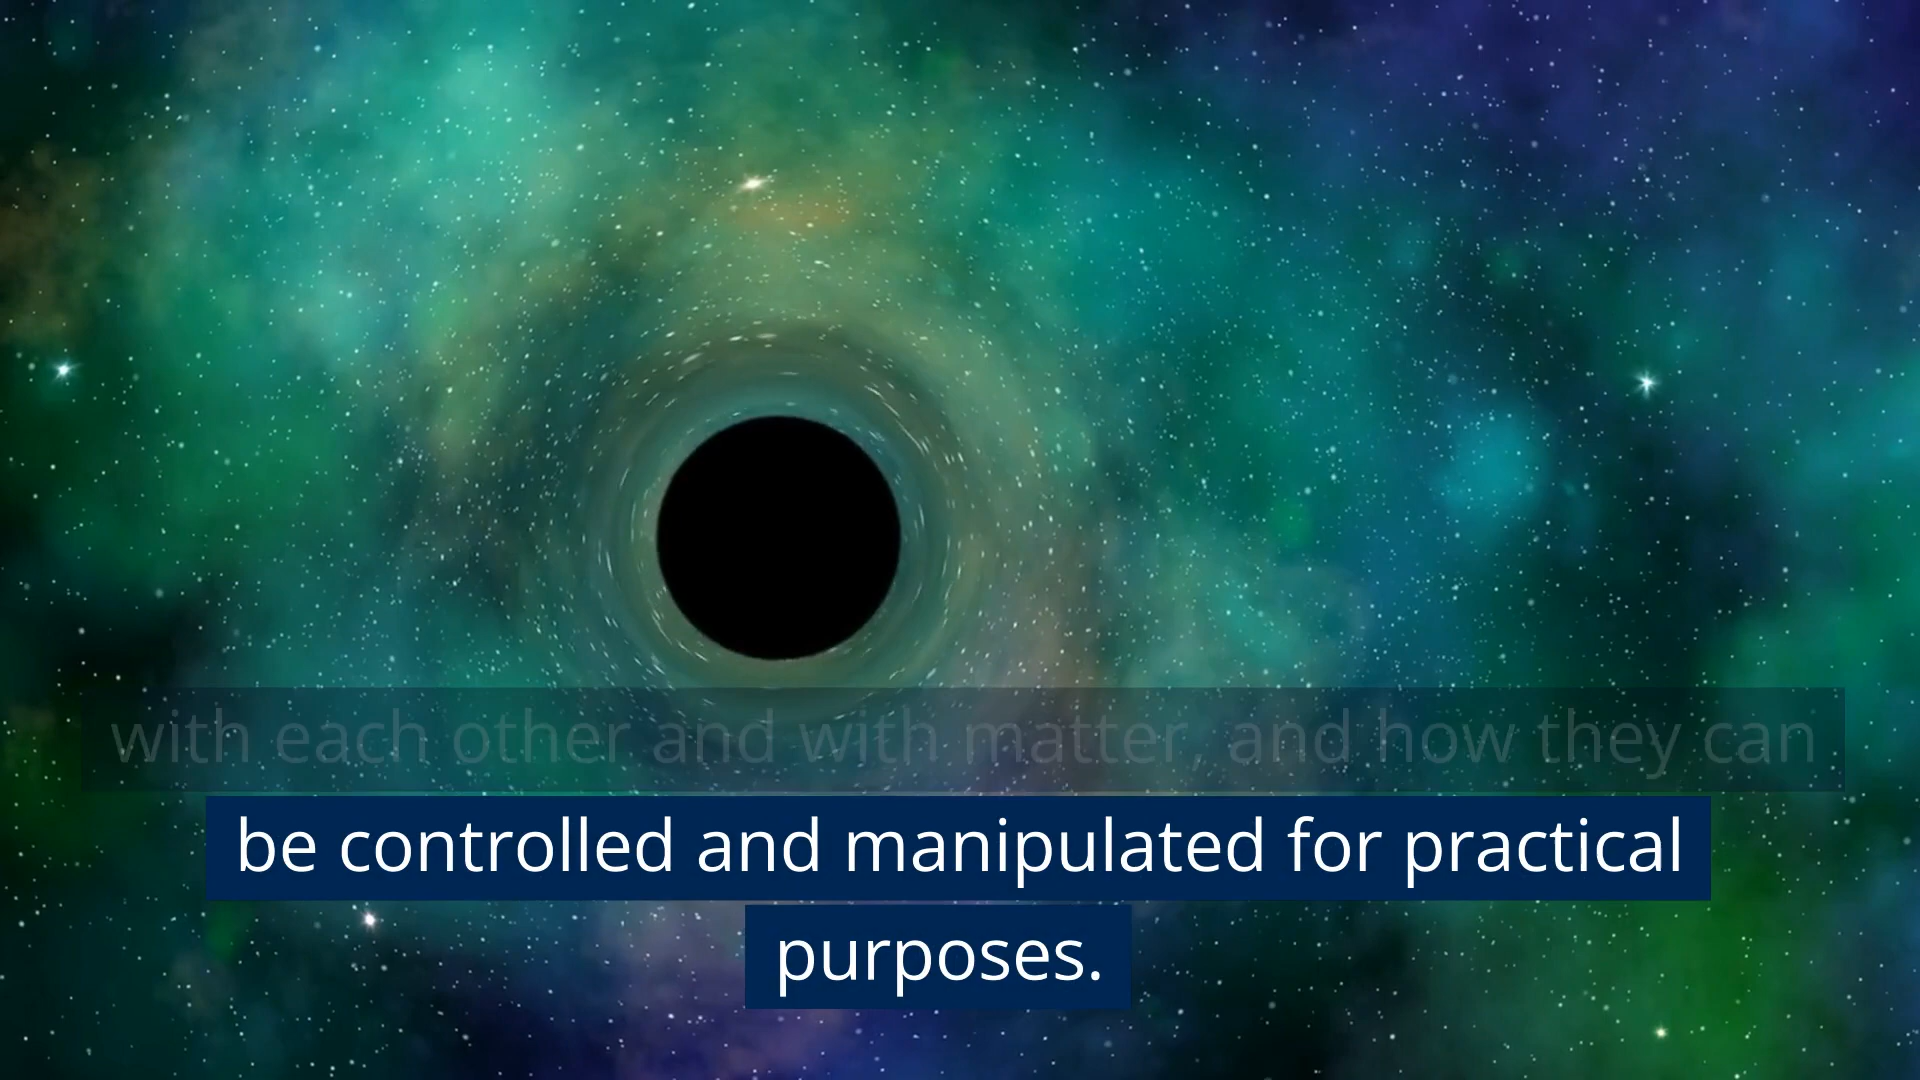 with each other and with matter, and how they can
be controlled and manipulated for practical
purposes.